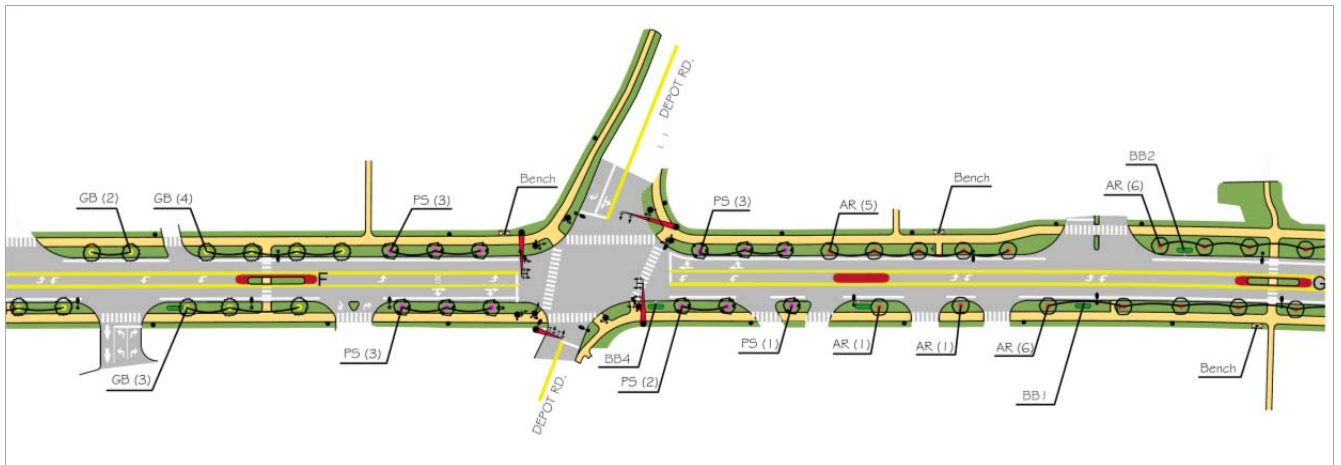 DEPOT RD.
BB2
Bench
Bench
GB (2)
GB (4)
PS (3)
PS (3)
AR (5)
AR (6)
F
G
PS (3)
BB4
PS (2)
PS (1)
AR (1)
AR (1)
AR (6)
GB (3)
BB1
Bench
DEPOT RD.